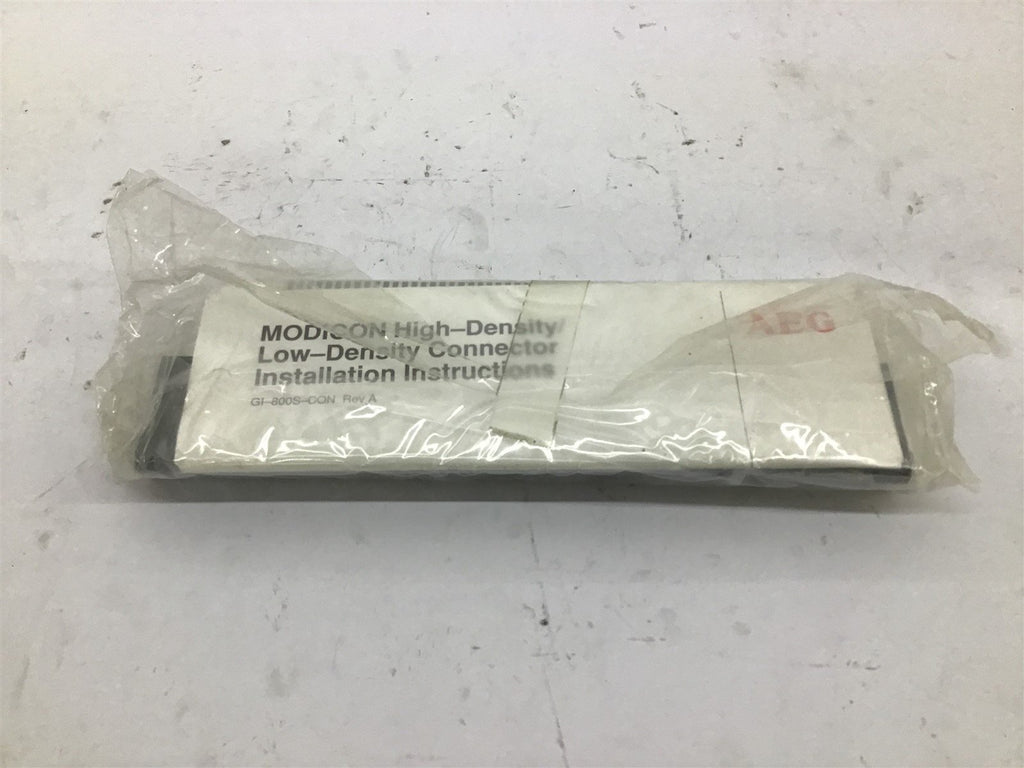 MODICON High–Density/
Low–Density Connector
Installation Instructions
GI–800S–CON Rev A
AEG